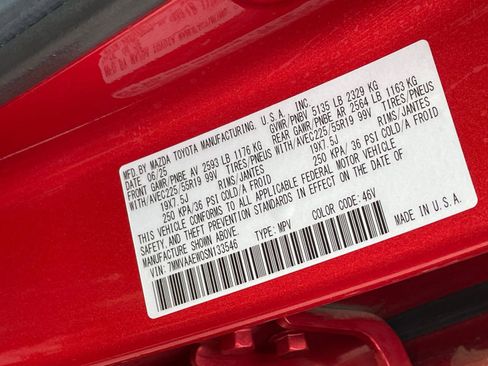 MFD.BY MAZDA TOYOTA MANUFACTURING. U.S.A. INC.
DATE 06/25 GVWR/PNBV 5135 LB 2329 KG
FRONT GAWR/PNBE AV 2593 LB 1176 KG REAR GAWR/PNBE AR 2564 LB 1163 KG
WITH/AVEC225/55R19 99V TIRES/PNEUS WITH/AVEC225/55R19 99V TIRES/PNEUS
19X7.5J RIMS/JANTES 19X7.5J RIMS/JANTES
250 KPA/ 36 PSI COLD/A FROID 250 KPA/ 36 PSI COLD/A FROID
THIS VEHICLE CONFORMS TO ALL APPLICABLE FEDERAL MOTOR VEHICLE
SAFETY AND THEFT PREVENTION STANDARDS IN EFFECT ON THE DATE OF
MANUFACTURE SHOWN ABOVE.
VIN: 7MMVAAEW0SN133546 TYPE: MPV COLOR CODE: 46V
MADE IN U.S.A.